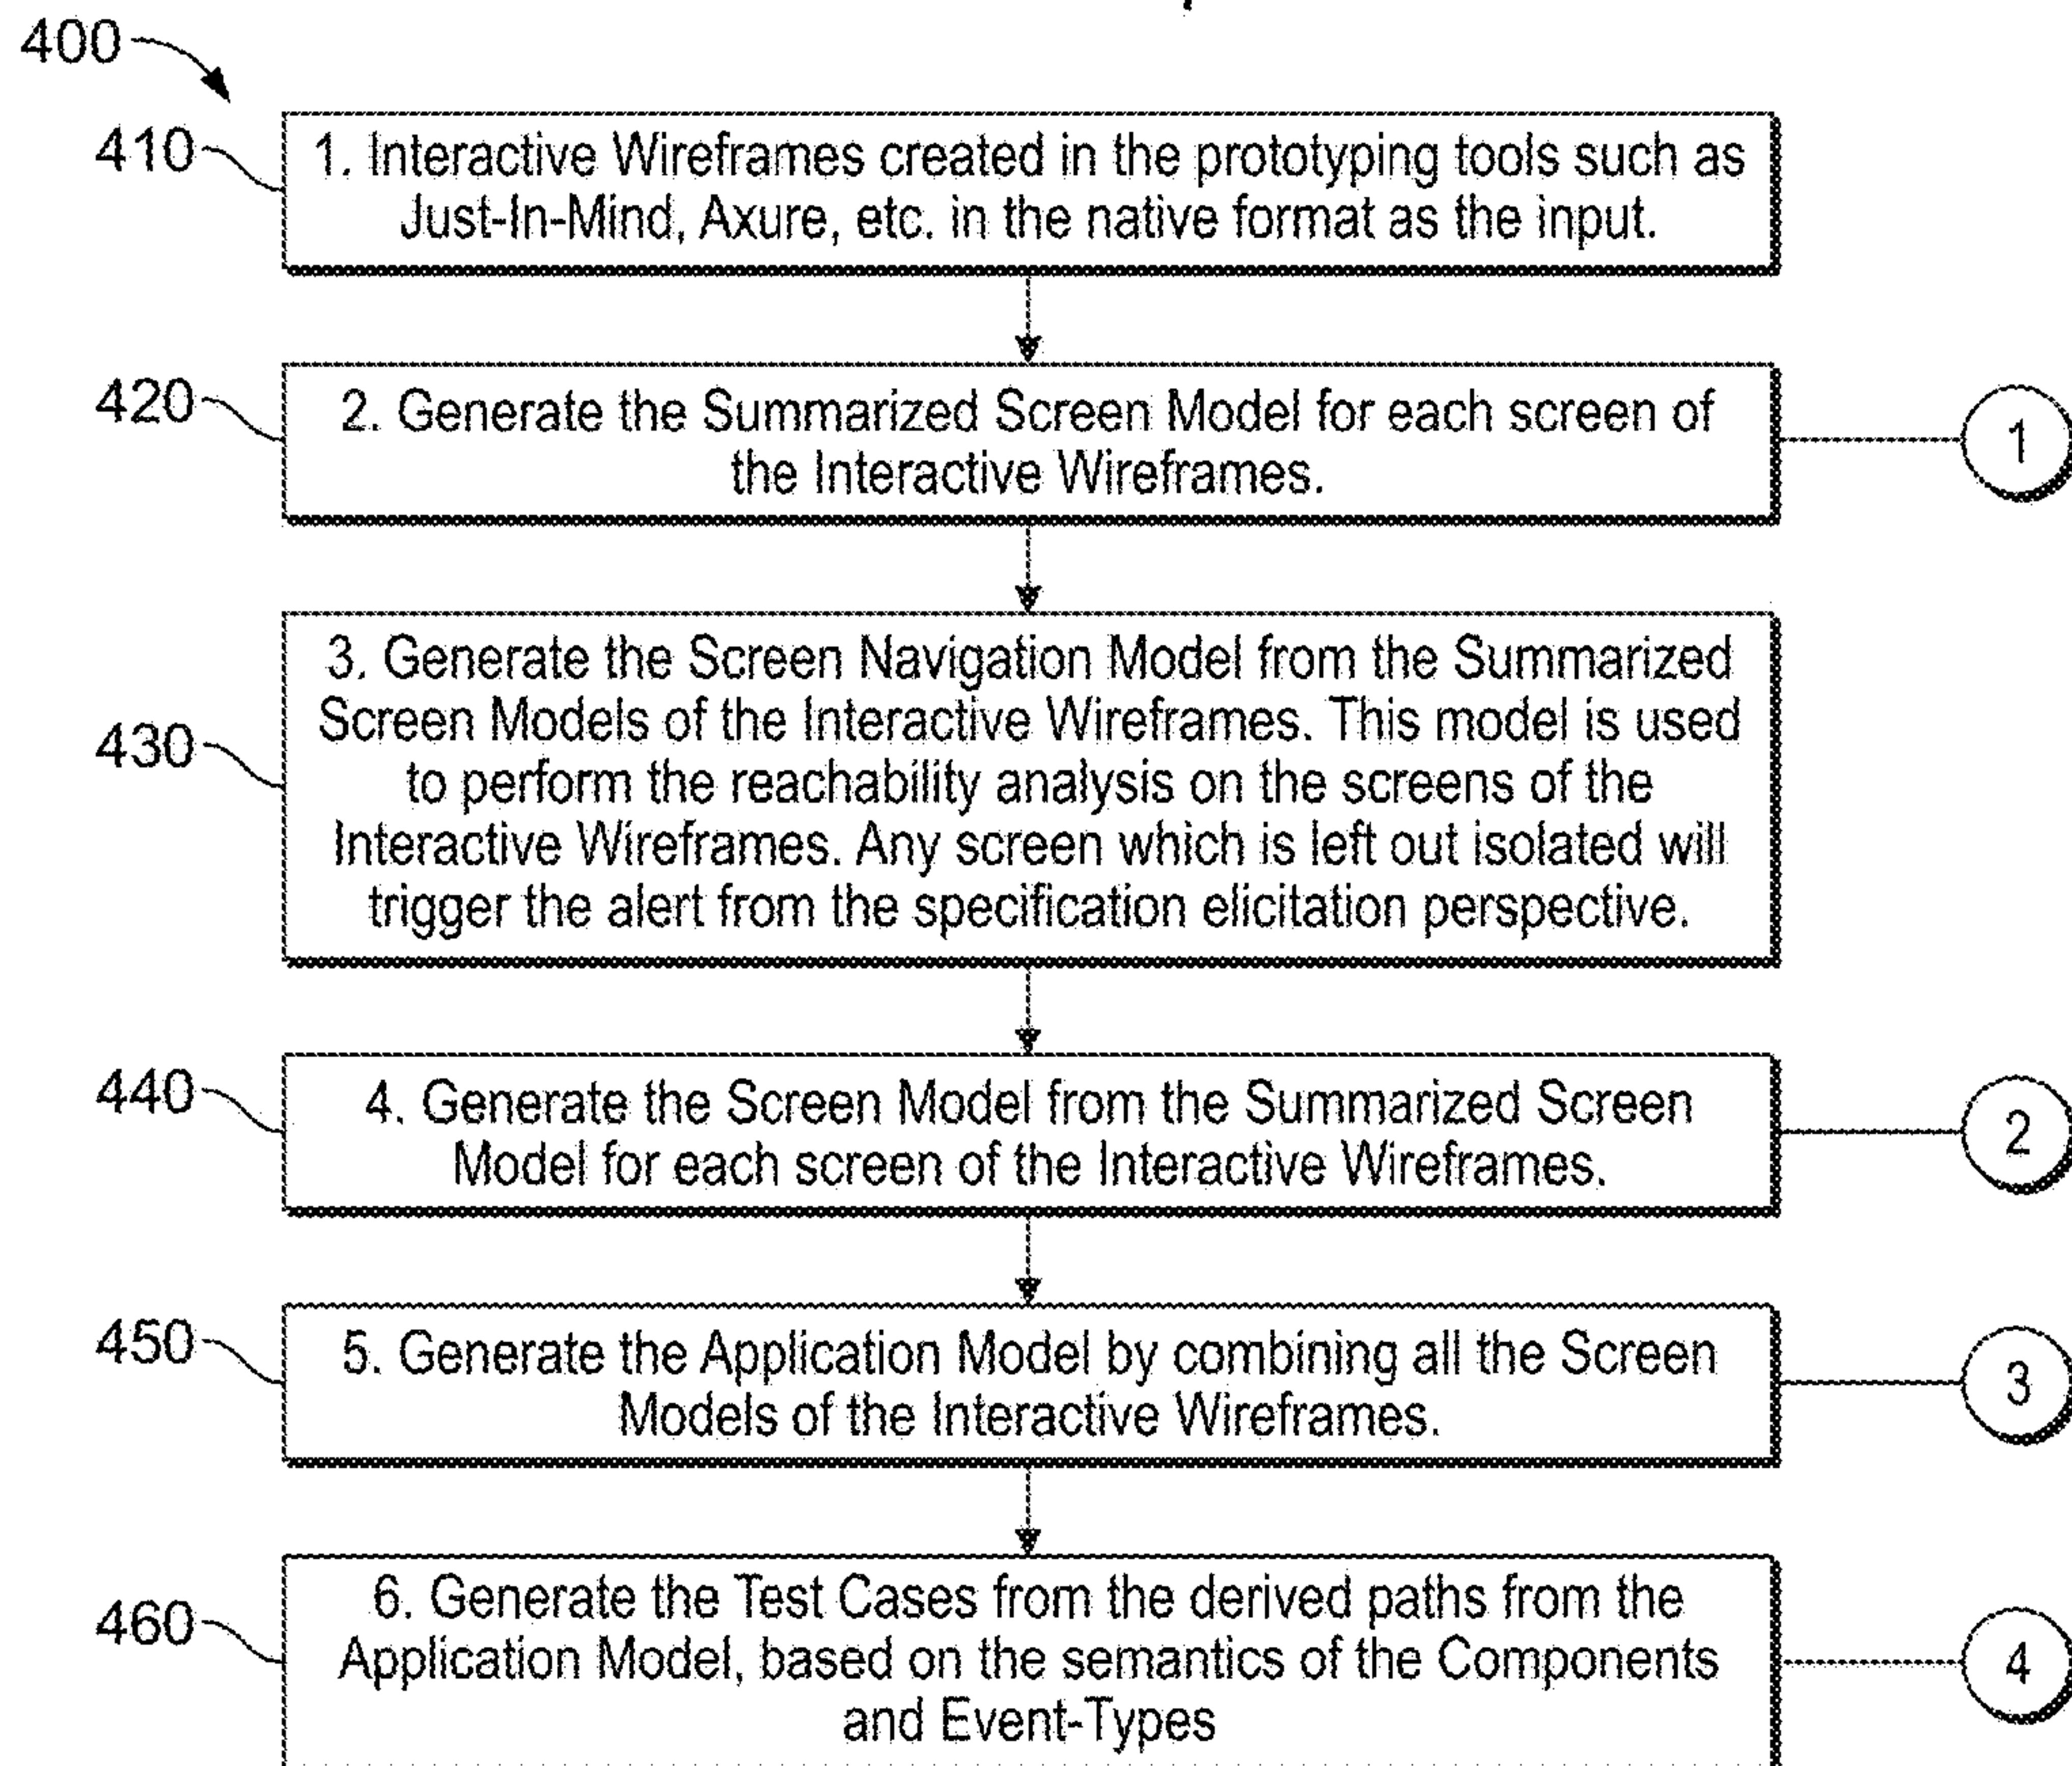 400
410
1. Interactive Wireframes created in the prototyping tools such as
Just-In-Mind, Axure, etc. in the native format as the input.
420
2. Generate the Summarized Screen Model for each screen of
the Interactive Wireframes.
1
430
3. Generate the Screen Navigation Model from the Summarized
Screen Models of the Interactive Wireframes. This model is used
to perform the reachability analysis on the screens of the
Interactive Wireframes. Any screen which is left out isolated will
trigger the alert from the specification elicitation perspective.
440
4. Generate the Screen Model from the Summarized Screen
Model for each screen of the Interactive Wireframes.
2
450
5. Generate the Application Model by combining all the Screen
Models of the Interactive Wireframes.
3
460
6. Generate the Test Cases from the derived paths from the
Application Model, based on the semantics of the Components
and Event-Types
4